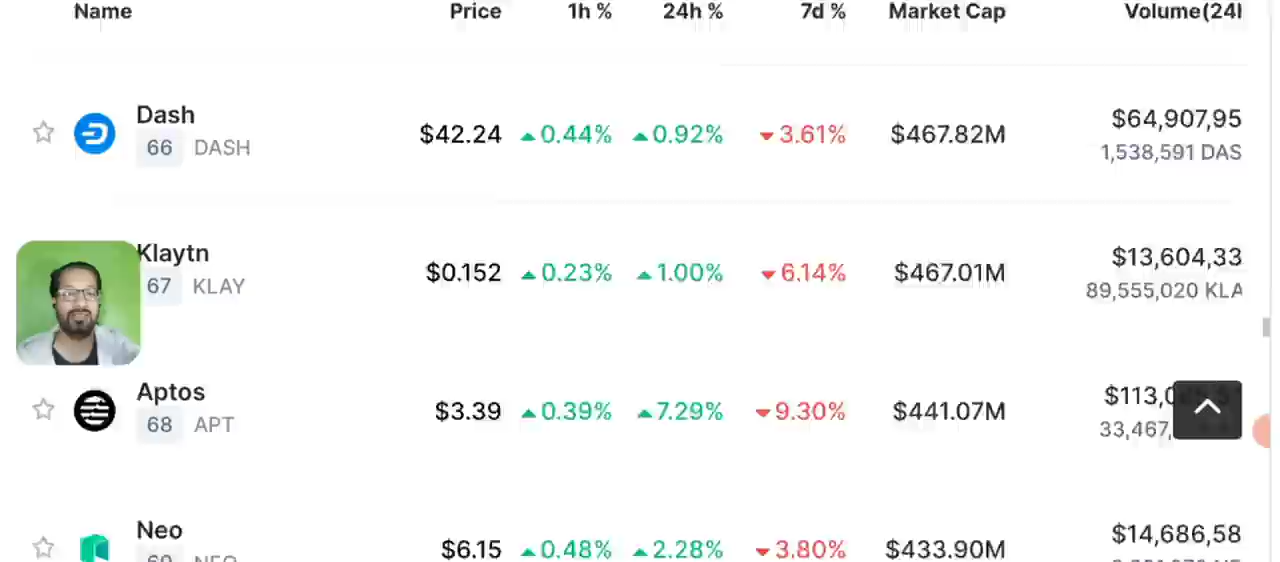 Name Price 1h % 24h % 7d % Market Cap Volume(24
Dash
$42.24 0.44% 0.92% 3.61% $467.82M $64,907,95
66 DASH 1,538,591 DAS
Klaytn
$0.152 0.23% 1.00% 6.14% $467.01M $13,604,33
67 KLAY 89,555,020 KLA
Aptos
$3.39 0.39% 7.29% 9.30% $441.07M $113,0
68 APT 33,467,
Neo
$6.15 0.48% 2.28% 3.80% $433.90M $14,686,58